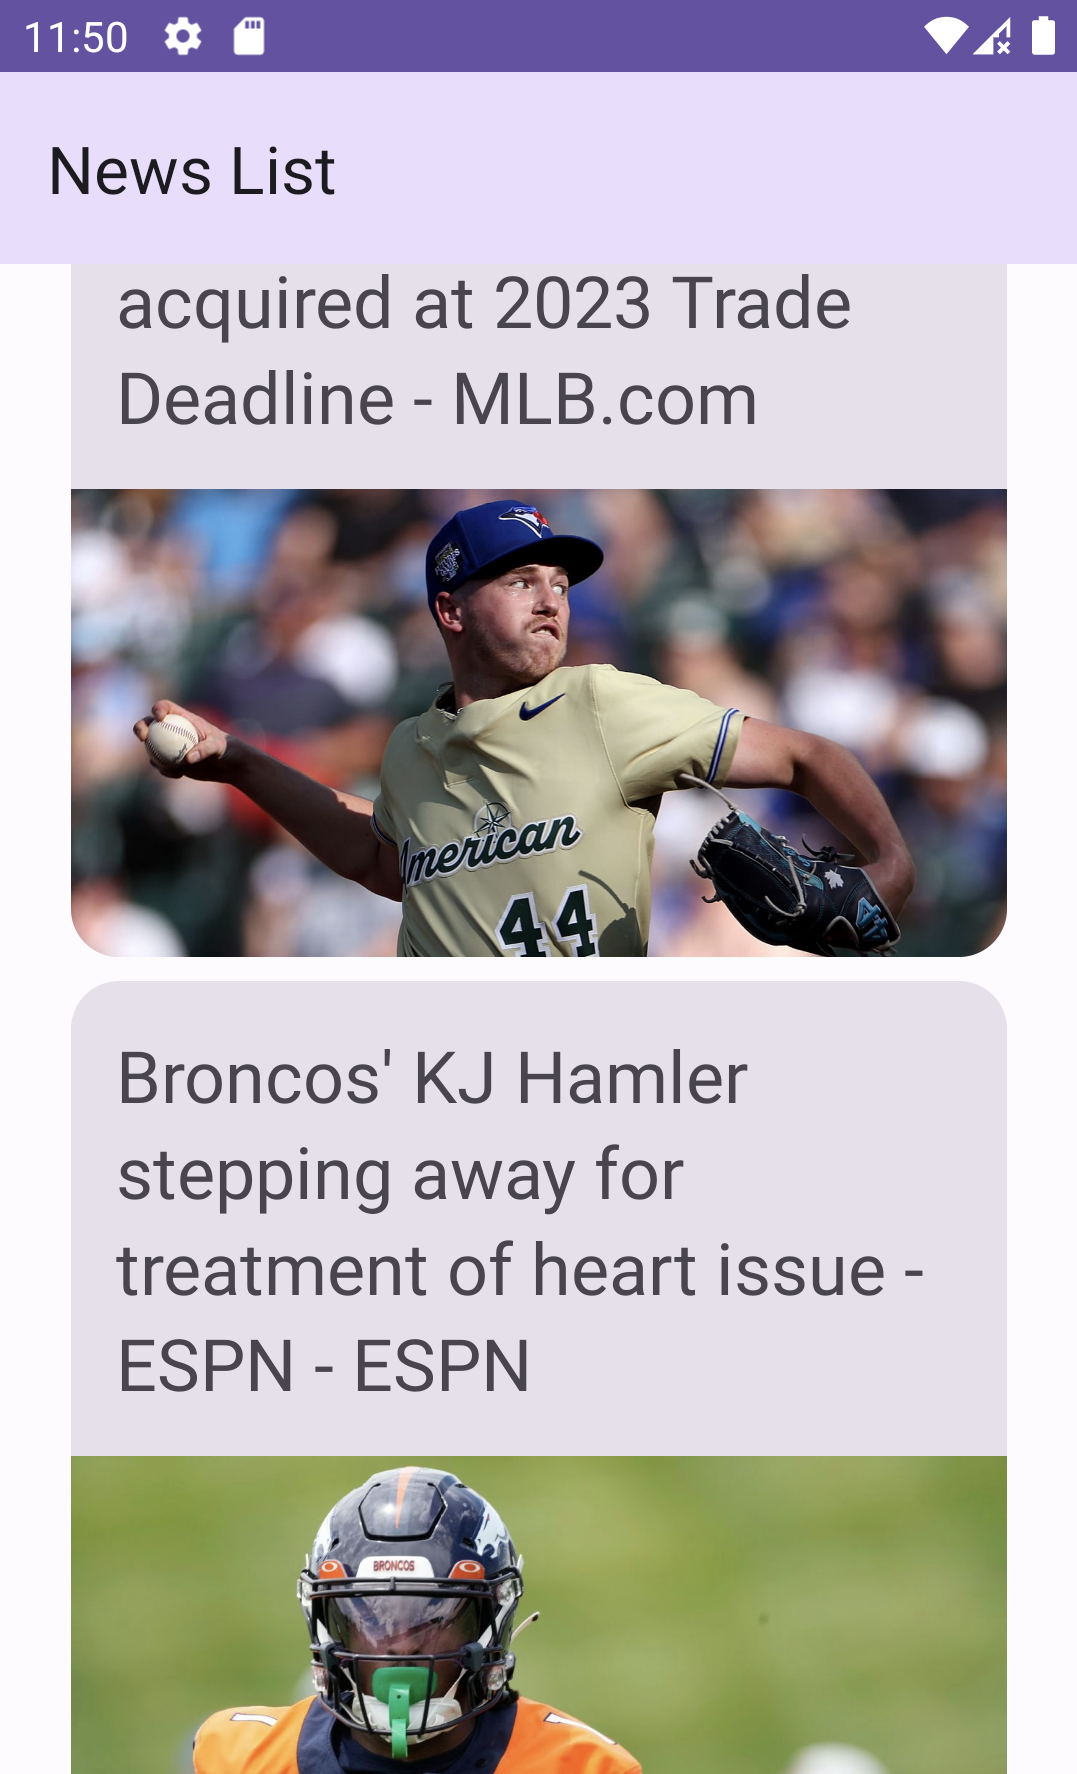 11:50
News List
acquired at 2023 Trade
Deadline - MLB.com
American
44
44
Broncos' KJ Hamler
stepping away for
treatment of heart issue -
ESPN - ESPN
BRONCOS